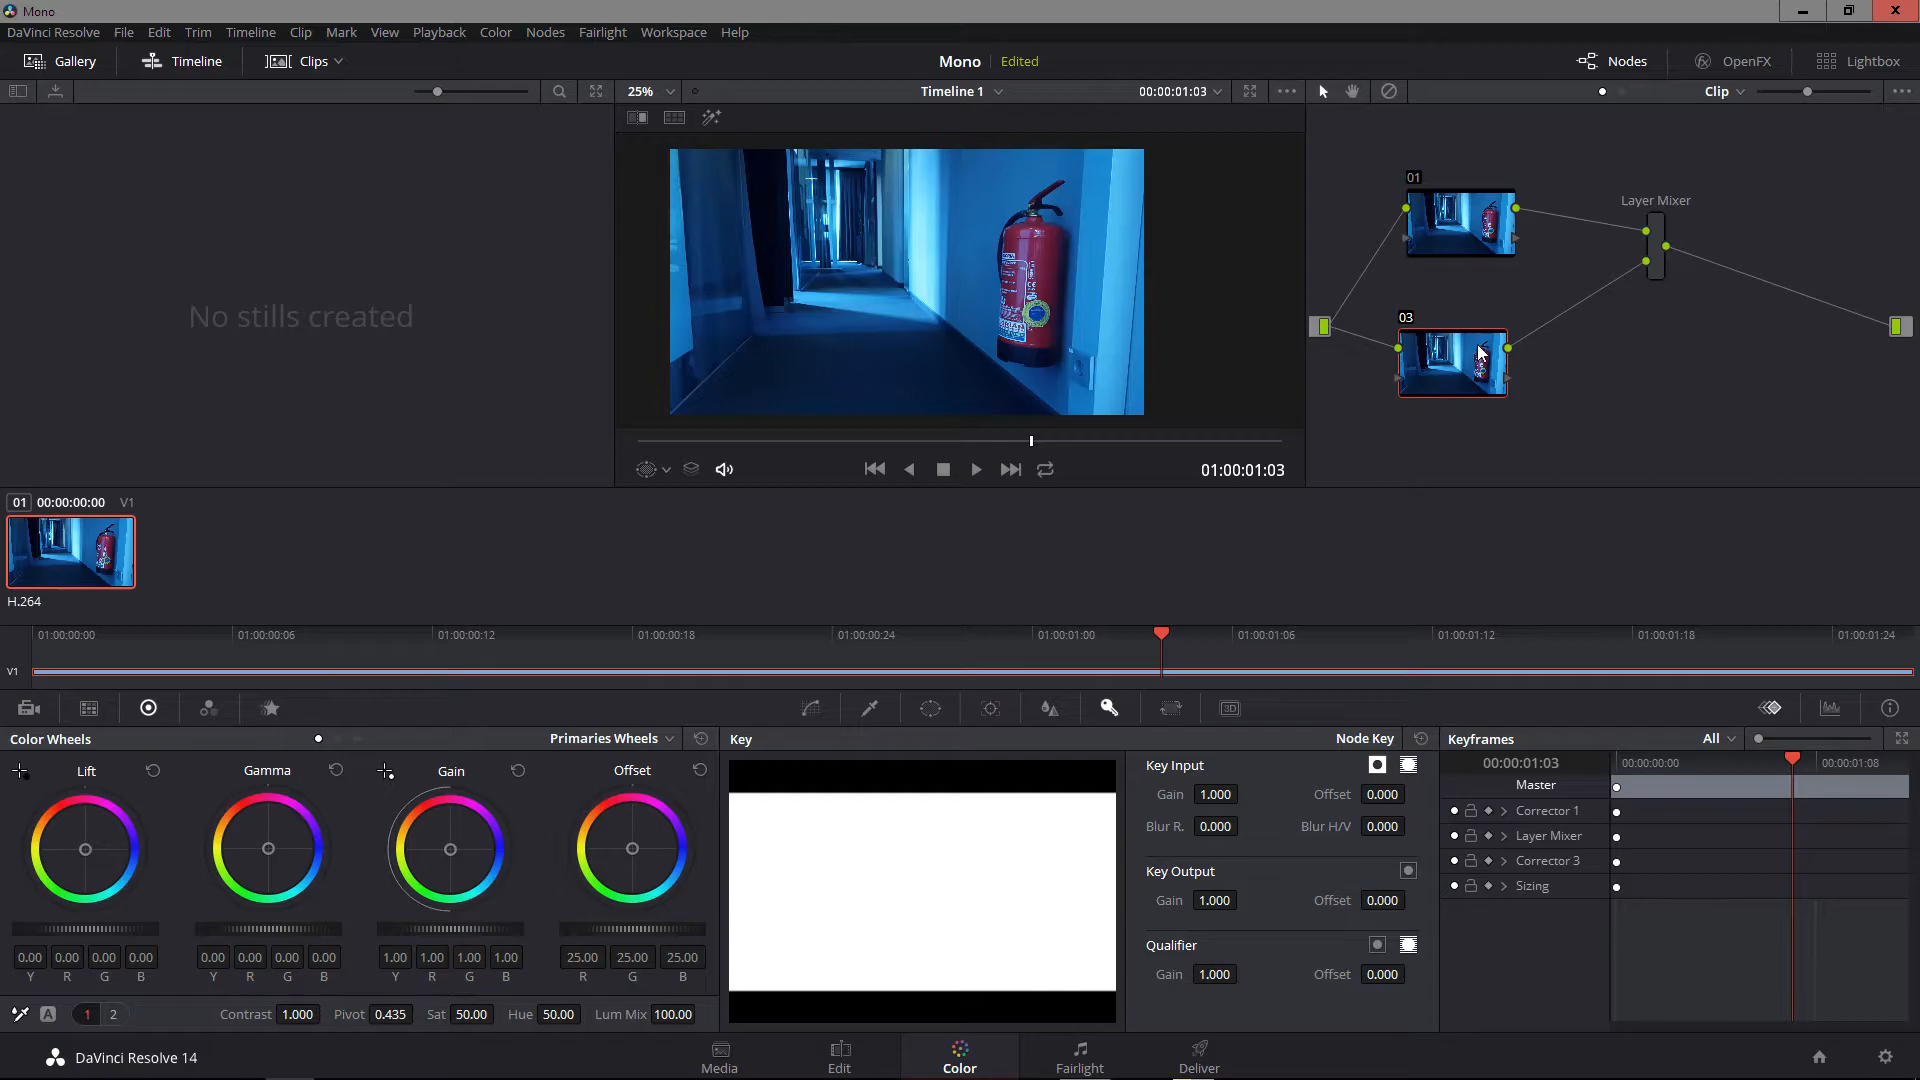 Mono
DaVinci Resolve File Edit Trim Timeline Clip Mark View Playback Color Nodes Fairlight Workspace Help
Gallery Timeline Clips Mono Edited Nodes OpenFX Lightbox
25% Timeline 1 00:00:01:03 Clip
01
Layer Mixer
No stills created
03
01:00:01:03
01 00:00:00:00 V1
H.264
01:00:00:00 01:00:00:06 01:00:00:12 01:00:00:18 01:00:00:24 01:00:01:00 01:00:01:06 01:00:01:12 01:00:01:18 01:00:01:24
V1
3D
Color Wheels Primaries Wheels Key Node Key Keyframes All
Lift Gamma Gain Offset
Key Input
Gain 1.000 Offset 0.000
Blur R. 0.000 Blur H/V 0.000
Key Output
Gain 1.000 Offset 0.000
Qualifier
Gain 1.000 Offset 0.000
00:00:01:03 00:00:00:00 00:00:01:08
Master
Corrector 1
Layer Mixer
Corrector 3
Sizing
0.00 0.00 0.00 0.00 0.00 0.00 0.00 0.00 1.00 1.00 1.00 1.00 25.00 25.00 25.00
Y R G B Y R G B Y R G B R G B
A 1 2 Contrast 1.000 Pivot 0.435 Sat 50.00 Hue 50.00 Lum Mix 100.00
DaVinci Resolve 14 Media Edit Color Fairlight Deliver